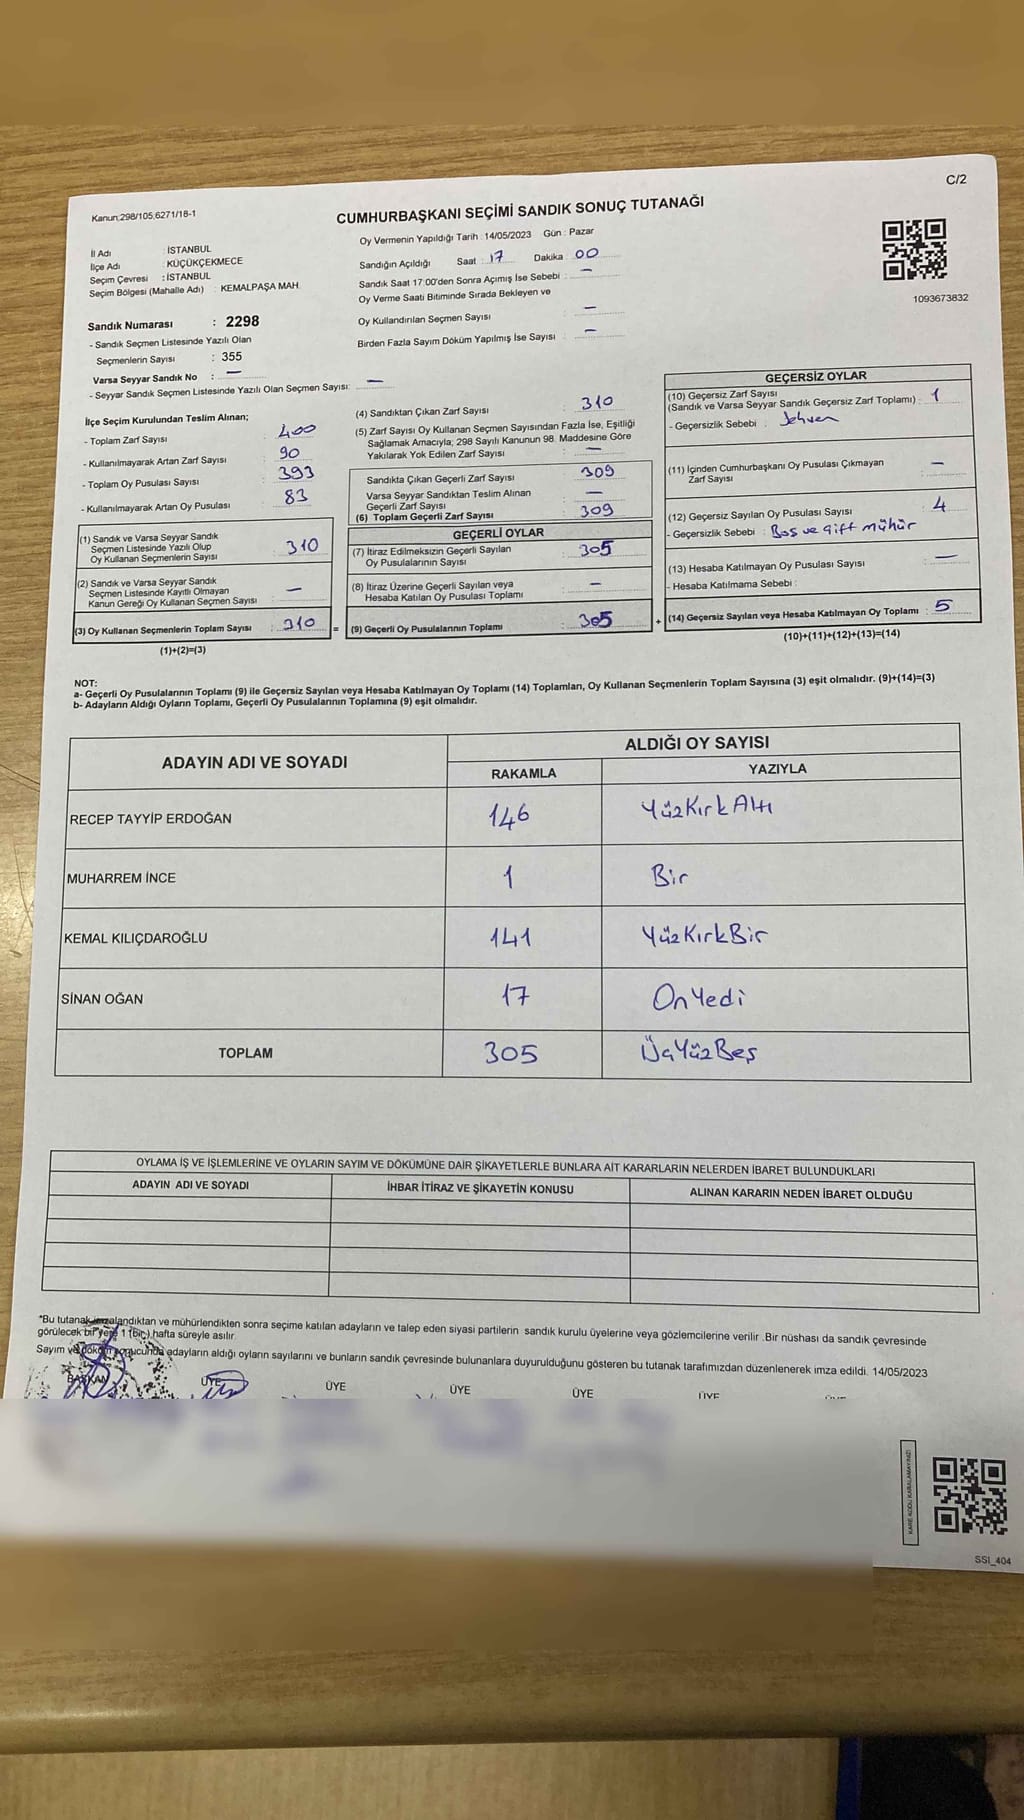 C/2
Kanun;298/105,6271/18-1
CUMHURBAŞKANI SEÇİMİ SANDIK SONUÇ TUTANAĞI
İl Adı : İSTANBUL
İlçe Adı : KÜÇÜKÇEKMECE
Seçim Çevresi : İSTANBUL
Seçim Bölgesi (Mahalle Adı) : KEMALPAŞA MAH.
Sandık Numarası : 2298
- Sandık Seçmen Listesinde Yazılı Olan
Seçmenlerin Sayısı : 355
Varsa Seyyar Sandık No : —
- Seyyar Sandık Seçmen Listesinde Yazılı Olan Seçmen Sayısı: —
Oy Vermenin Yapıldığı Tarih : 14/05/2023 Gün : Pazar
Sandığın Açıldığı Saat : 17 Dakika : 00
Sandık Saat 17:00'den Sonra Açımış İse Sebebi : —
Oy Verme Saati Bitiminde Sırada Bekleyen ve
Oy Kullandırılan Seçmen Sayısı : —
Birden Fazla Sayım Döküm Yapılmış İse Sayısı : —
1093673832
İlçe Seçim Kurulundan Teslim Alınan;
- Toplam Zarf Sayısı : 400
- Kullanılmayarak Artan Zarf Sayısı : 90
- Toplam Oy Pusulası Sayısı : 393
- Kullanılmayarak Artan Oy Pusulası : 83
(1) Sandık ve Varsa Seyyar Sandık
Seçmen Listesinde Yazılı Olup
Oy Kullanan Seçmenlerin Sayısı : 310
(2) Sandık ve Varsa Seyyar Sandık
Seçmen Listesinde Kayıtlı Olmayan
Kanun Gereği Oy Kullanan Seçmen Sayısı : —
(3) Oy Kullanan Seçmenlerin Toplam Sayısı : 310 =
(1)+(2)=(3)
(4) Sandıktan Çıkan Zarf Sayısı : 310
(5) Zarf Sayısı Oy Kullanan Seçmen Sayısından Fazla İse, Eşitliği
Sağlamak Amacıyla; 298 Sayılı Kanunun 98. Maddesine Göre
Yakılarak Yok Edilen Zarf Sayısı : —
Sandıkta Çıkan Geçerli Zarf Sayısı : 309
Varsa Seyyar Sandıktan Teslim Alınan
Geçerli Zarf Sayısı : —
(6) Toplam Geçerli Zarf Sayısı : 309
GEÇERLİ OYLAR
(7) İtiraz Edilmeksizin Geçerli Sayılan
Oy Pusulalarının Sayısı : 305
(8) İtiraz Üzerine Geçerli Sayılan veya
Hesaba Katılan Oy Pusulası Toplamı : —
(9) Geçerli Oy Pusulalarının Toplamı : 305 +
GEÇERSİZ OYLAR
(10) Geçersiz Zarf Sayısı
(Sandık ve Varsa Seyyar Sandık Geçersiz Zarf Toplamı) : 1
- Geçersizlik Sebebi : Sehven
(11) İçinden Cumhurbaşkanı Oy Pusulası Çıkmayan
Zarf Sayısı : —
(12) Geçersiz Sayılan Oy Pusulası Sayısı : 4
- Geçersizlik Sebebi : Boş ve çift mühür
(13) Hesaba Katılmayan Oy Pusulası Sayısı : —
- Hesaba Katılmama Sebebi :
(14) Geçersiz Sayılan veya Hesaba Katılmayan Oy Toplamı : 5
(10)+(11)+(12)+(13)=(14)
NOT:
a- Geçerli Oy Pusulalarının Toplamı (9) ile Geçersiz Sayılan veya Hesaba Katılmayan Oy Toplamı (14) Toplamları, Oy Kullanan Seçmenlerin Toplam Sayısına (3) eşit olmalıdır. (9)+(14)=(3)
b- Adayların Aldığı Oyların Toplamı, Geçerli Oy Pusulalarının Toplamına (9) eşit olmalıdır.
ADAYIN ADI VE SOYADI ALDIĞI OY SAYISI
RAKAMLA YAZIYLA
RECEP TAYYİP ERDOĞAN 146 YüzKırkAltı
MUHARREM İNCE 1 Bir
KEMAL KILIÇDAROĞLU 141 YüzKırkBir
SİNAN OĞAN 17 OnYedi
TOPLAM 305 ÜçYüzBeş
OYLAMA İŞ VE İŞLEMLERİNE VE OYLARIN SAYIM VE DÖKÜMÜNE DAİR ŞİKAYETLERLE BUNLARA AİT KARARLARIN NELERDEN İBARET BULUNDUKLARI
ADAYIN ADI VE SOYADI İHBAR İTİRAZ VE ŞİKAYETİN KONUSU ALINAN KARARIN NEDEN İBARET OLDUĞU
*Bu tutanak imzalandıktan ve mühürlendikten sonra seçime katılan adayların ve talep eden siyasi partilerin sandık kurulu üyelerine veya gözlemcilerine verilir .Bir nüshası da sandık çevresinde
görülecek bir yere 1 (bir) hafta süreyle asılır.
Sayım ve döküm sonucunda adayların aldığı oyların sayılarını ve bunların sandık çevresinde bulunanlara duyurulduğunu gösteren bu tutanak tarafımızdan düzenlenerek imza edildi. 14/05/2023
BAŞKAN ÜYE ÜYE ÜYE ÜYE ÜYE
KARE KODU KARALAMAYINIZ!
SSI_404